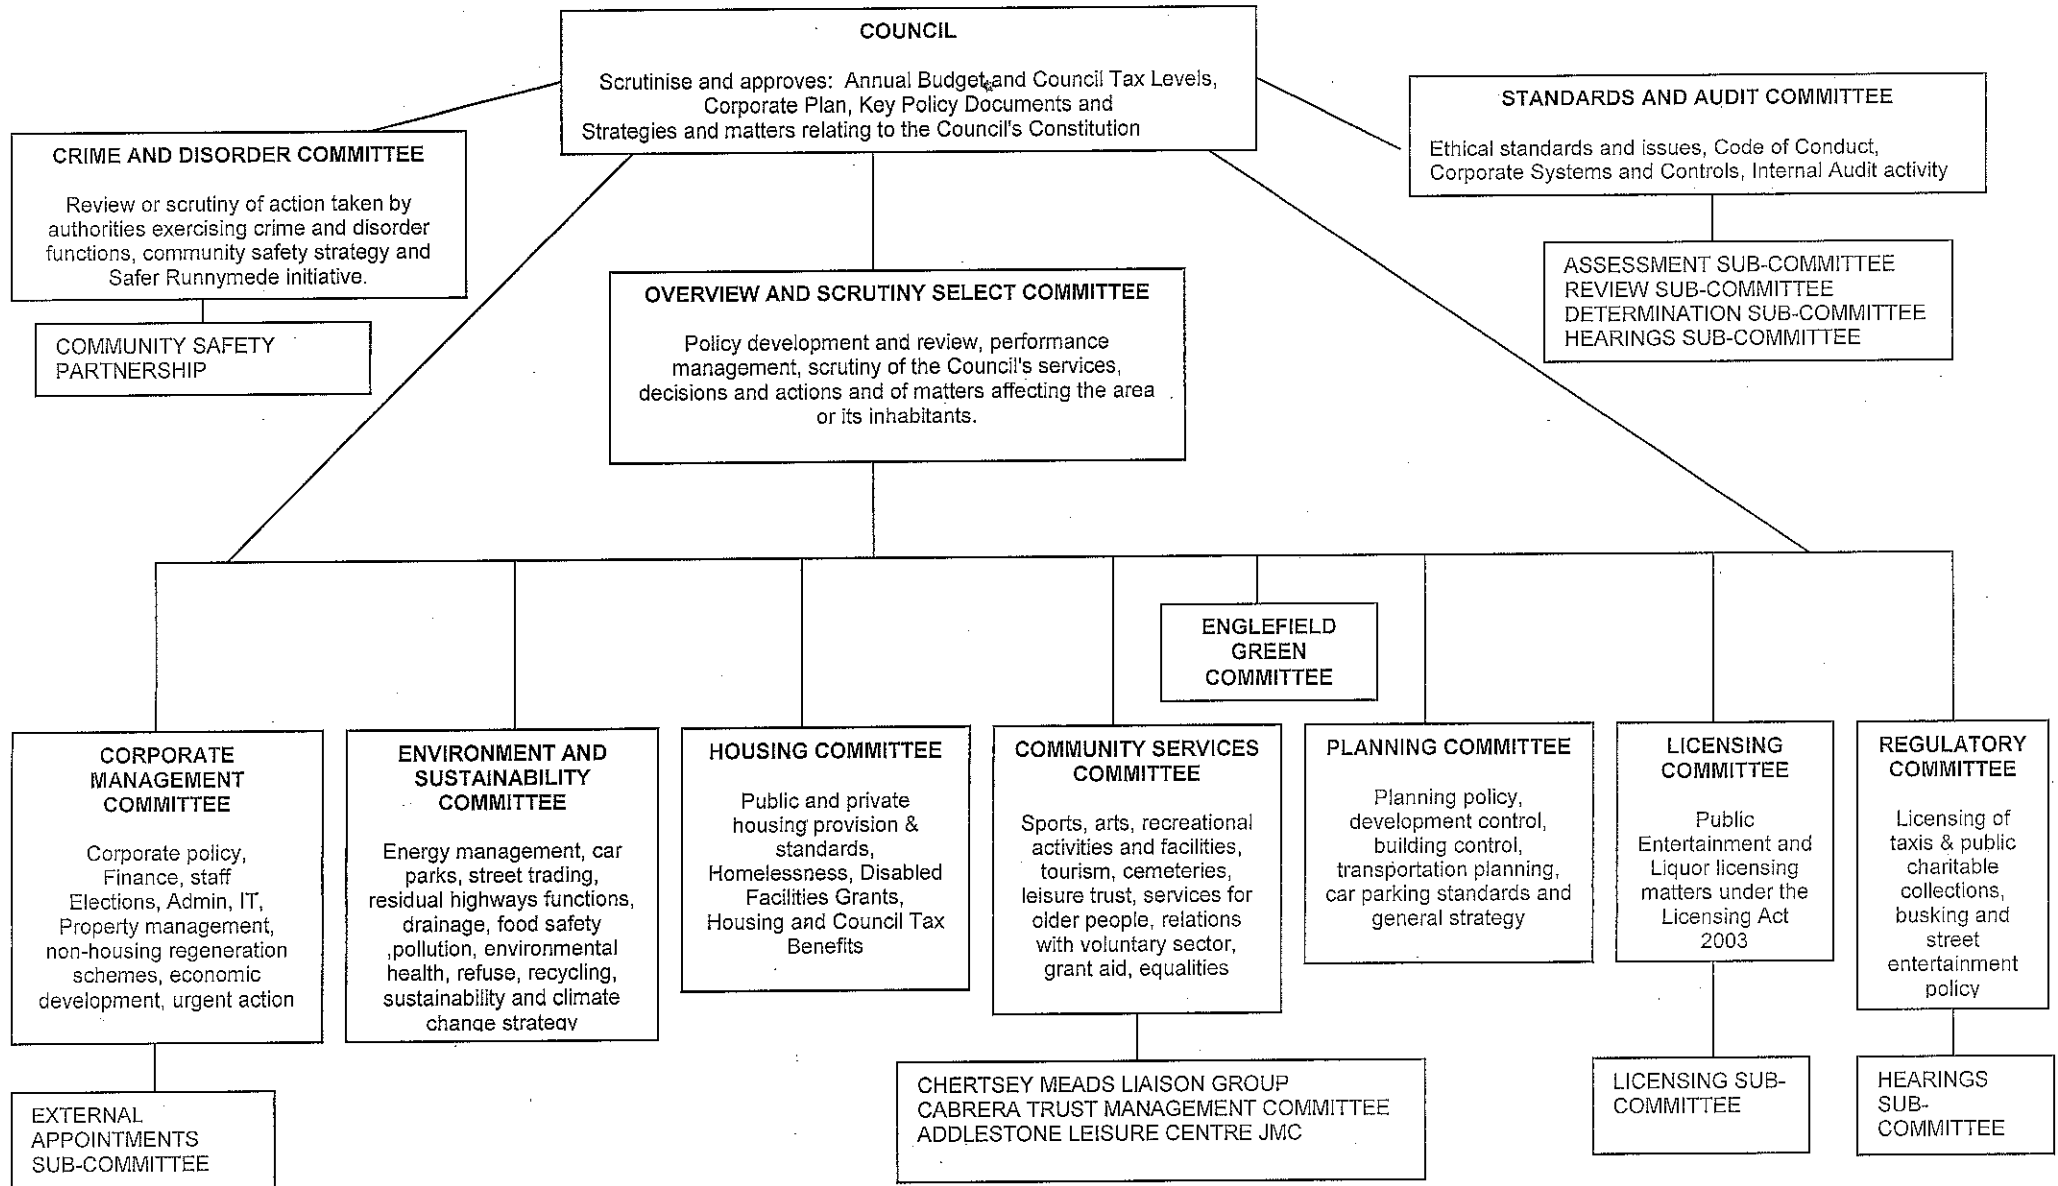 COUNCIL
Scrutinise and approves: Annual Budget and Council Tax Levels,
Corporate Plan, Key Policy Documents and
Strategies and matters relating to the Council's Constitution
STANDARDS AND AUDIT COMMITTEE
Ethical standards and issues, Code of Conduct,
Corporate Systems and Controls, Internal Audit activity
CRIME AND DISORDER COMMITTEE
Review or scrutiny of action taken by
authorities exercising crime and disorder
functions, community safety strategy and
Safer Runnymede initiative.
ASSESSMENT SUB-COMMITTEE
REVIEW SUB-COMMITTEE
DETERMINATION SUB-COMMITTEE
HEARINGS SUB-COMMITTEE
OVERVIEW AND SCRUTINY SELECT COMMITTEE
Policy development and review, performance
management, scrutiny of the Council's services,
decisions and actions and of matters affecting the area
or its inhabitants.
COMMUNITY SAFETY
PARTNERSHIP
ENGLEFIELD
GREEN
COMMITTEE
CORPORATE
MANAGEMENT
COMMITTEE
Corporate policy,
Finance, staff
Elections, Admin, IT,
Property management,
non-housing regeneration
schemes, economic
development, urgent action
ENVIRONMENT AND
SUSTAINABILITY
COMMITTEE
Energy management, car
parks, street trading,
residual highways functions,
drainage, food safety
,pollution, environmental
health, refuse, recycling,
sustainability and climate
change strategy
HOUSING COMMITTEE
Public and private
housing provision &
standards,
Homelessness, Disabled
Facilities Grants,
Housing and Council Tax
Benefits
COMMUNITY SERVICES
COMMITTEE
Sports, arts, recreational
activities and facilities,
tourism, cemeteries,
leisure trust, services for
older people, relations
with voluntary sector,
grant aid, equalities
PLANNING COMMITTEE
Planning policy,
development control,
building control,
transportation planning,
car parking standards and
general strategy
LICENSING
COMMITTEE
Public
Entertainment and
Liquor licensing
matters under the
Licensing Act
2003
REGULATORY
COMMITTEE
Licensing of
taxis & public
charitable
collections,
busking and
street
entertainment
policy
EXTERNAL
APPOINTMENTS
SUB-COMMITTEE
CHERTSEY MEADS LIAISON GROUP
CABRERA TRUST MANAGEMENT COMMITTEE
ADDLESTONE LEISURE CENTRE JMC
LICENSING SUB-
COMMITTEE
HEARINGS
SUB-
COMMITTEE